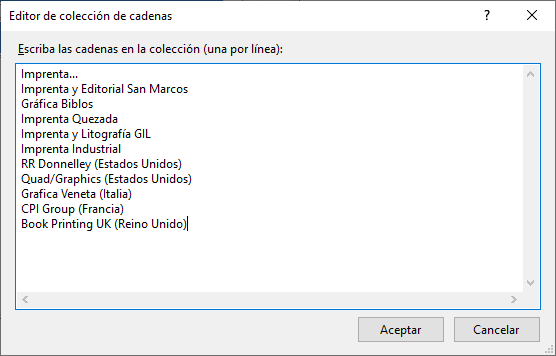 Editor de colección de cadenas
?
Escriba las cadenas en la colección (una por línea):
Imprenta...
Imprenta y Editorial San Marcos
Gráfica Biblos
Imprenta Quezada
Imprenta y Litografía GIL
Imprenta Industrial
RR Donnelley (Estados Unidos)
Quad/Graphics (Estados Unidos)
Grafica Veneta (Italia)
CPI Group (Francia)
Book Printing UK (Reino Unido)
Aceptar
Cancelar